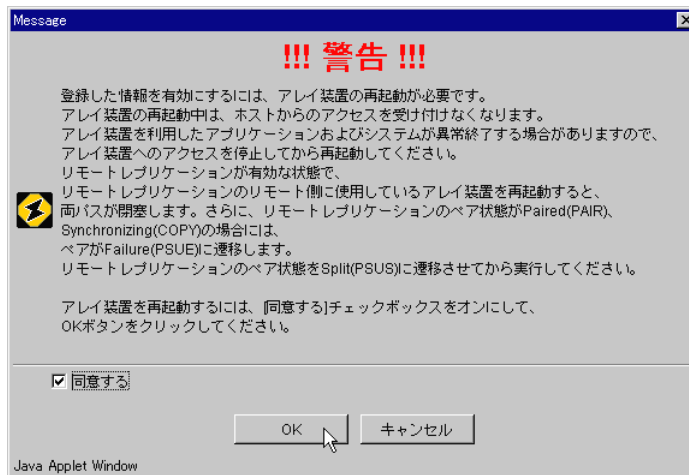 Message
!!! 警告 !!!
登録した情報を有効にするには、アレイ装置の再起動が必要です。
アレイ装置の再起動中は、ホストからのアクセスを受け付けなくなります。
アレイ装置を利用したアプリケーションおよびシステムが異常終了する場合がありますので、
アレイ装置へのアクセスを停止してから再起動してください。
リモートレプリケーションが有効な状態で、
リモートレプリケーションのリモート側に使用しているアレイ装置を再起動すると、
両パスが閉塞します。さらに、リモートレプリケーションのペア状態がPaired(PAIR)、
Synchronizing(COPY)の場合には、
ペアがFailure(PSUE)に遷移します。
リモートレプリケーションのペア状態をSplit(PSUS)に遷移させてから実行してください。
アレイ装置を再起動するには、[同意する]チェックボックスをオンにして、
OKボタンをクリックしてください。
同意する
OK
キャンセル
Java Applet Window